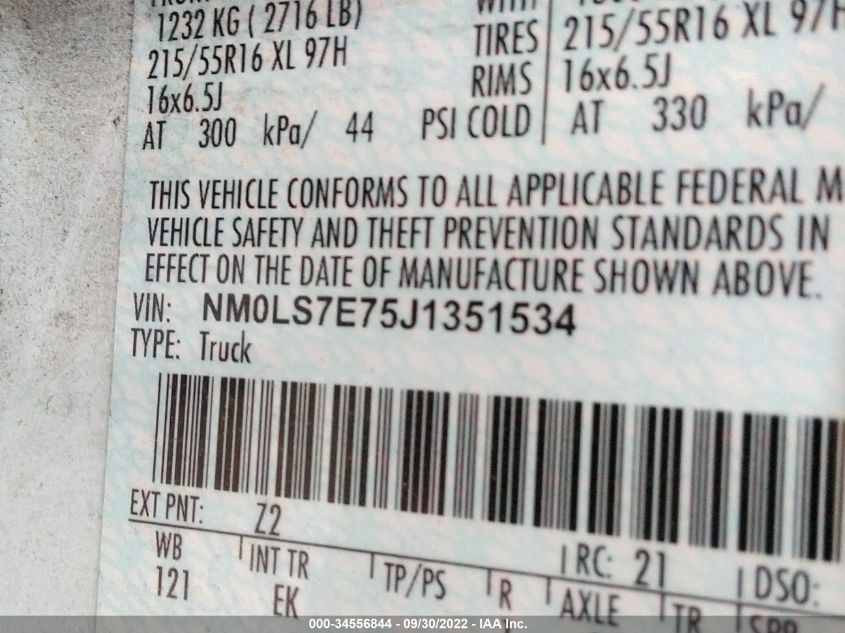 1232 KG ( 2716 LB)
215/55R16 XL 97H
16x6.5J
AT 300 kPa/ 44 PSI COLD
TIRES 215/55R16 XL 97H
RIMS 16x6.5J
AT 330 kPa/
THIS VEHICLE CONFORMS TO ALL APPLICABLE FEDERAL M
VEHICLE SAFETY AND THEFT PREVENTION STANDARDS IN
EFFECT ON THE DATE OF MANUFACTURE SHOWN ABOVE.
VIN: NM0LS7E75J1351534
TYPE: Truck
EXT PNT: Z2 RC: 21 DSO:
WB INT TR TP/PS R AXLE TR SPR
121 EK
000-34556844 - 09/30/2022 - IAA Inc.